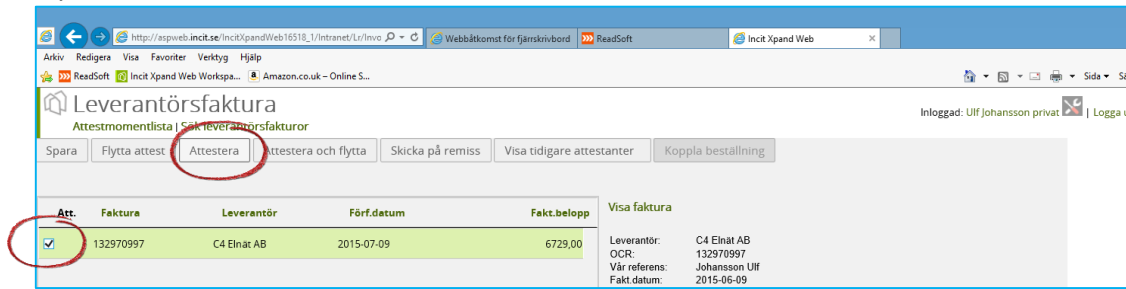 http://aspweb.incit.se/IncitXpandWeb16518_1/Intranet/Lr/Invo
Webbåtkomst för fjärrskrivbord
ReadSoft
Incit Xpand Web
Arkiv Redigera Visa Favoriter Verktyg Hjälp
ReadSoft Incit Xpand Web Workspa... Amazon.co.uk – Online S...
Sida
Leverantörsfaktura
Inloggad: Ulf Johansson privat | Logga
Attestmomentlista | Sök leverantörsfakturor
Spara Flytta attest Attestera Attestera och flytta Skicka på remiss Visa tidigare attestanter Koppla beställning
Att. Faktura Leverantör Förf.datum Fakt.belopp
132970997 C4 Elnät AB 2015-07-09 6729,00
Visa faktura
Leverantör: C4 Elnät AB
OCR: 132970997
Vår referens: Johansson Ulf
Fakt.datum: 2015-06-09